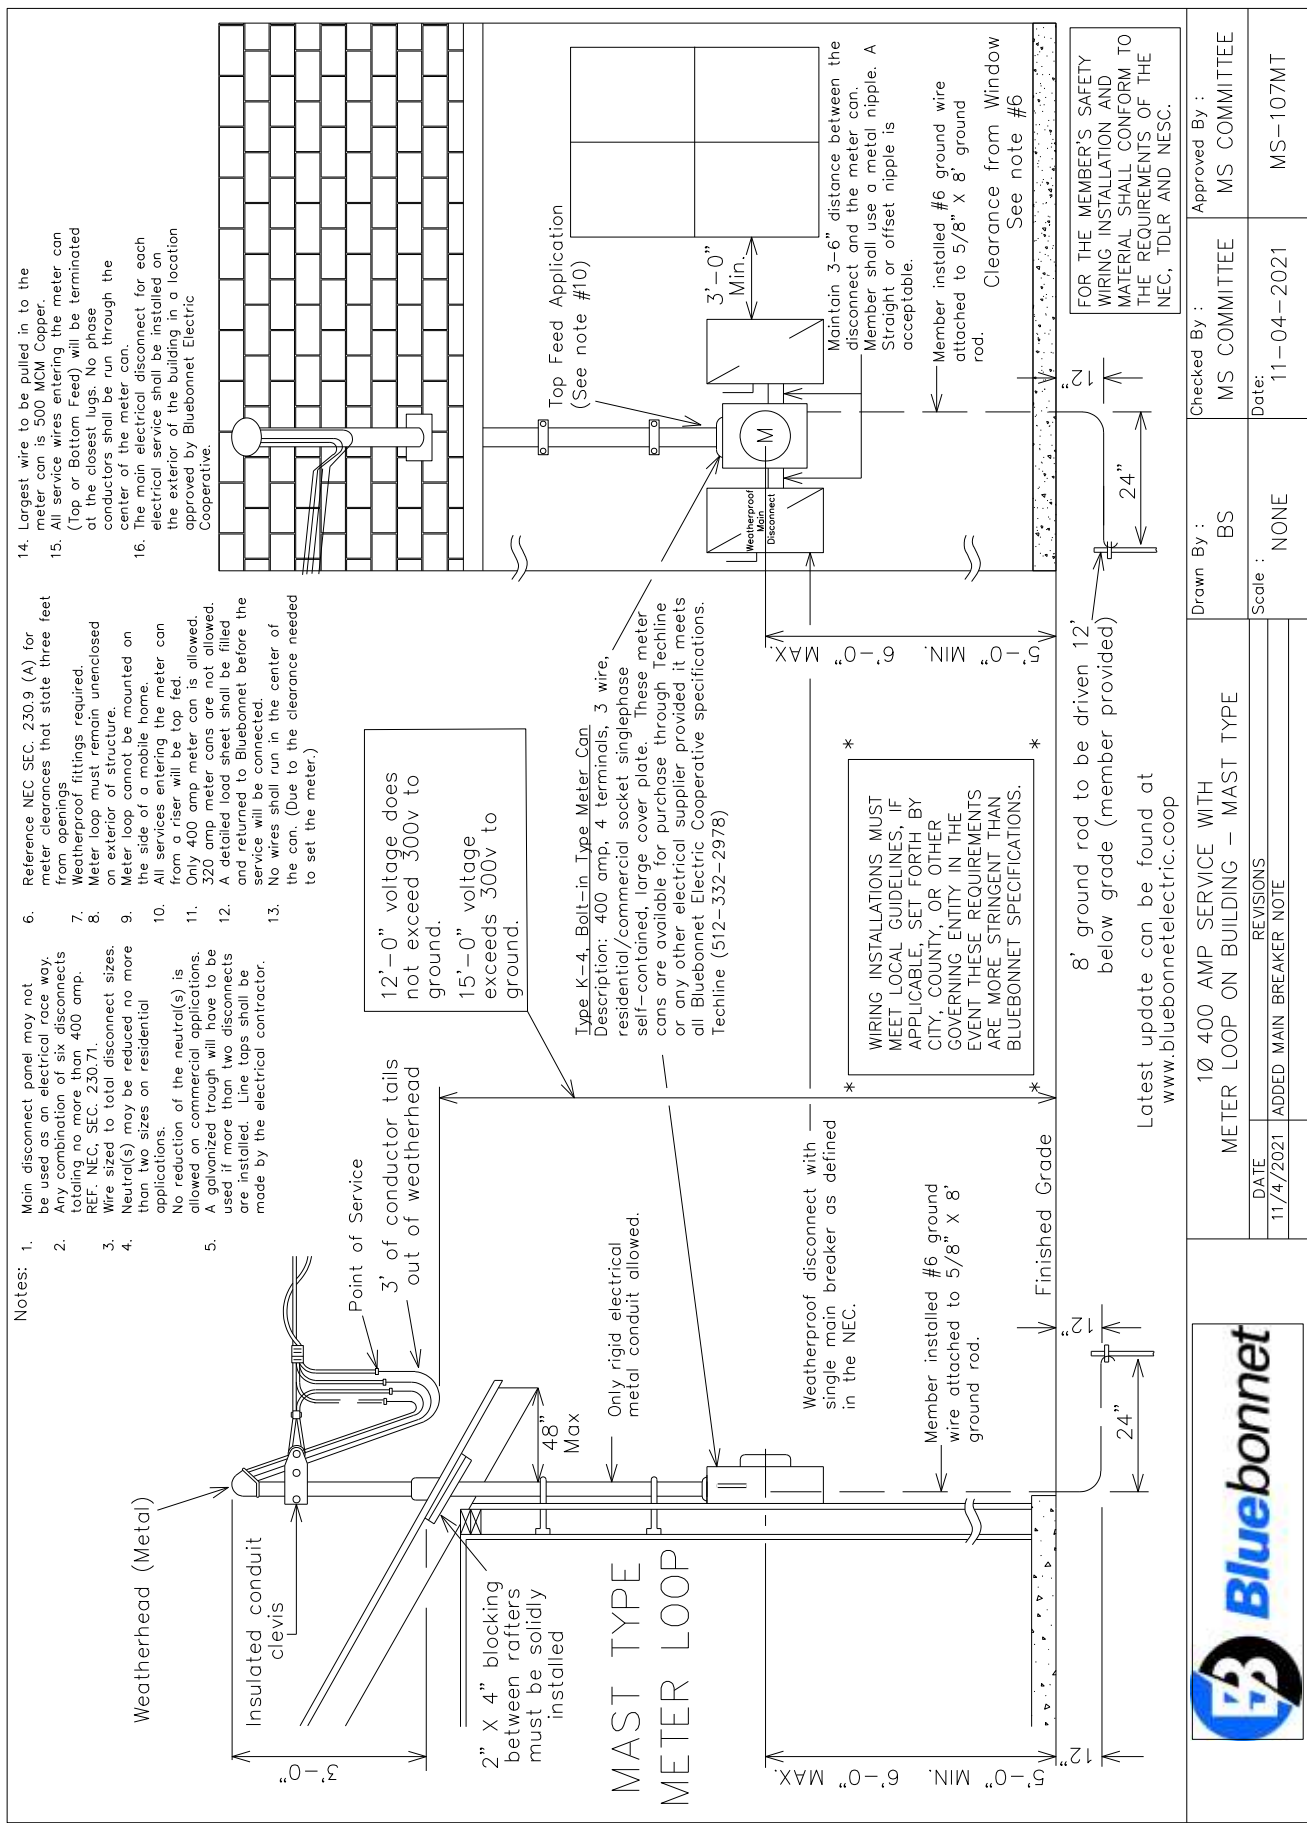 Notes:
1. Main disconnect panel may not
be used as an electrical race way.
2. Any combination of six disconnects
totaling no more than 400 amp.
REF. NEC, SEC. 230.71.
3. Wire sized to total disconnect sizes.
4. Neutral(s) may be reduced no more
than two sizes on residential
applications.
No reduction of the neutral(s) is
allowed on commercial applications.
5. A galvanized trough will have to be
used if more than two disconnects
are installed. Line taps shall be
made by the electrical contractor.
6. Reference NEC SEC. 230.9 (A) for
meter clearances that state three feet
from openings
7. Weatherproof fittings required.
8. Meter loop must remain unenclosed
on exterior of structure.
9. Meter loop cannot be mounted on
the side of a mobile home.
10. All services entering the meter can
from a riser will be top fed.
11. Only 400 amp meter can is allowed.
320 amp meter cans are not allowed.
12. A detailed load sheet shall be filled
and returned to Bluebonnet before the
service will be connected.
13. No wires shall run in the center of
the can. (Due to the clearance needed
to set the meter.)
14. Largest wire to be pulled in to the
meter can is 500 MCM Copper.
15. All service wires entering the meter can
(Top or Bottom Feed) will be terminated
at the closest lugs. No phase
conductors shall be run through the
center of the meter can.
16. The main electrical disconnect for each
electrical service shall be installed on
the exterior of the building in a location
approved by Bluebonnet Electric
Cooperative.
Weatherhead (Metal)
Insulated conduit
clevis
3'-0"
2" X 4" blocking
between rafters
must be solidly
installed
MAST TYPE
METER LOOP
Point of Service
3' of conductor tails
out of weatherhead
48"
Max
Only rigid electrical
metal conduit allowed.
12'-0" voltage does
not exceed 300v to
ground.
15'-0" voltage
exceeds 300v to
ground.
Type K-4, Bolt-in Type Meter Can
Description: 400 amp, 4 terminals, 3 wire,
residential/commercial socket singlephase
self-contained, large cover plate. These meter
cans are available for purchase through Techline
or any other electrical supplier provided it meets
all Bluebonnet Electric Cooperative specifications.
Techline (512-332-2978)
Weatherproof disconnect with
single main breaker as defined
in the NEC.
Member installed #6 ground
wire attached to 5/8" X 8'
ground rod.
Finished Grade
5'-0" MIN. 6'-0" MAX.
12"
12"
24"
* *
WIRING INSTALLATIONS MUST
MEET LOCAL GUIDELINES, IF
APPLICABLE, SET FORTH BY
CITY, COUNTY, OR OTHER
GOVERNING ENTITY IN THE
EVENT THESE REQUIREMENTS
ARE MORE STRINGENT THAN
BLUEBONNET SPECIFICATIONS.
* *
Top Feed Application
(See note #10)
Weatherproof
Main
Disconnect
M
3'-0"
Min.
Maintain 3-6" distance between the
disconnect and the meter can.
Member shall use a metal nipple. A
Straight or offset nipple is
acceptable.
Member installed #6 ground wire
attached to 5/8" X 8' ground
rod.
Clearance from Window
See note #6
5'-0" MIN. 6'-0" MAX.
12"
24"
8' ground rod to be driven 12"
below grade (member provided)
Latest update can be found at
www.bluebonnetelectric.coop
FOR THE MEMBER'S SAFETY
WIRING INSTALLATION AND
MATERIAL SHALL CONFORM TO
THE REQUIREMENTS OF THE
NEC, TDLR AND NESC.
B Bluebonnet
1Ø 400 AMP SERVICE WITH
METER LOOP ON BUILDING - MAST TYPE
DATE REVISIONS
11/4/2021 ADDED MAIN BREAKER NOTE
Drawn By : BS
Checked By : MS COMMITTEE
Approved By : MS COMMITTEE
Scale : NONE
Date: 11-04-2021
MS-107MT